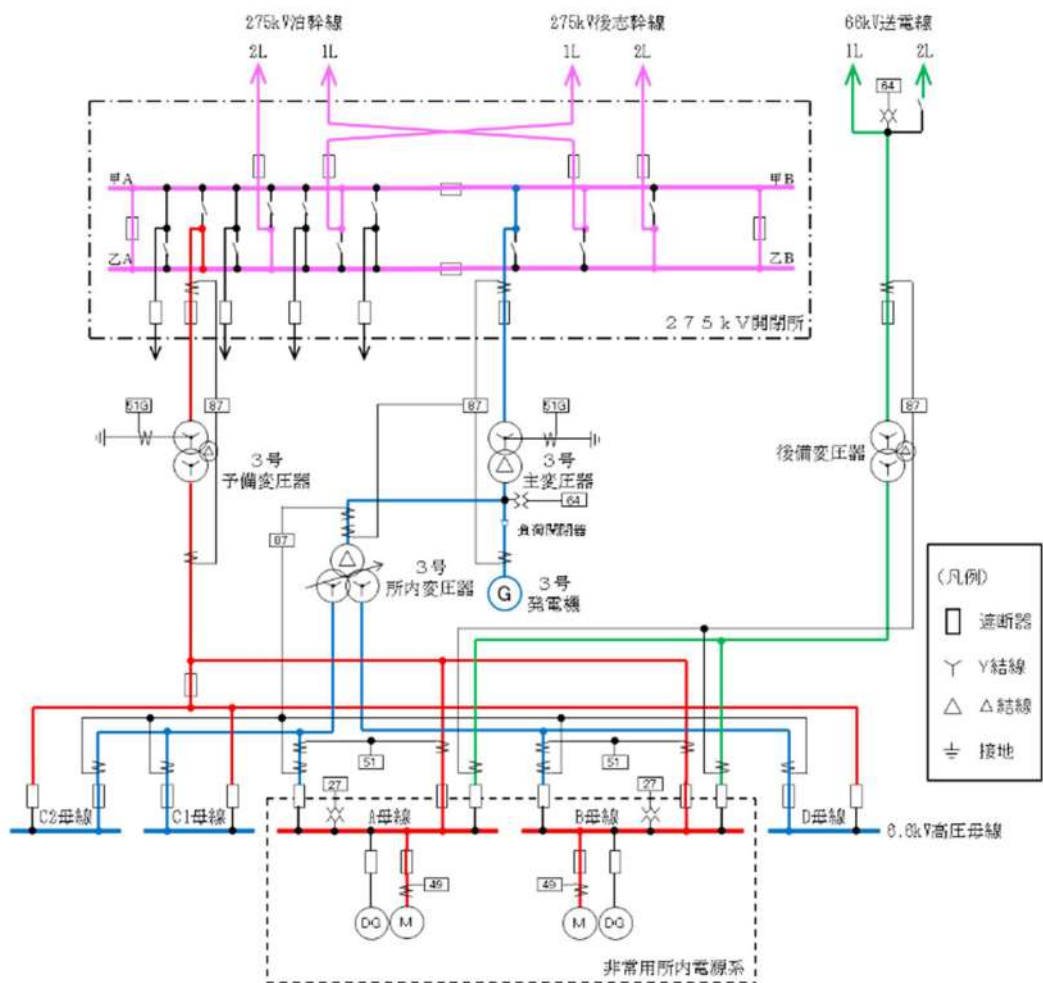 275kV泊幹線
275kV後志幹線
66kV送電線
2L
1L
1L
2L
1L
2L
64
甲A
甲B
乙A
乙B
275kV開閉所
51G
87
87
51G
87
3号
予備変圧器
3号
主変圧器
後備変圧器
64
87
負荷開閉器
3号
所内変圧器
G
3号
発電機
(凡例)
遮断器
Y結線
Δ結線
接地
51
51
27
27
C2母線
C1母線
A母線
B母線
D母線
6.6kV高圧母線
49
49
DG
M
M
DG
非常用所内電源系